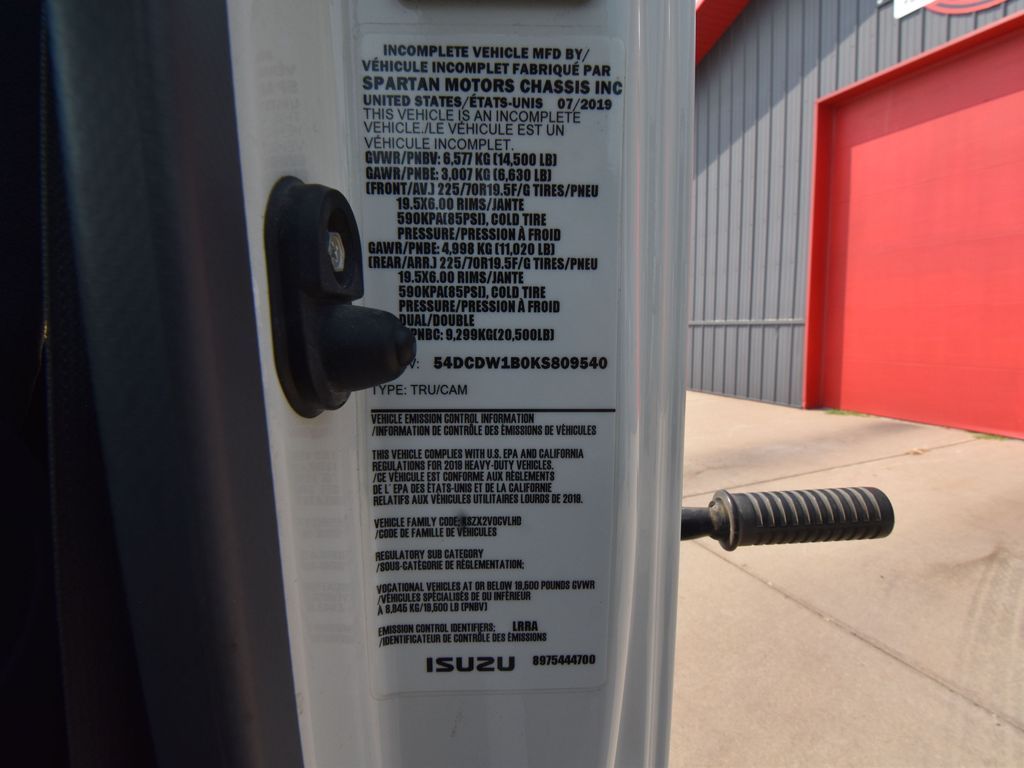 INCOMPLETE VEHICLE MFD BY/
VÉHICULE INCOMPLET FABRIQUÉ PAR
SPARTAN MOTORS CHASSIS INC
UNITED STATES/ÉTATS-UNIS 07/2019
THIS VEHICLE IS AN INCOMPLETE
VEHICLE./LE VÉHICULE EST UN
VÉHICULE INCOMPLET.
GVWR/PNBV: 6,577 KG (14,500 LB)
GAWR/PNBE: 3,007 KG (6,630 LB)
(FRONT/AV.) 225/70R19.5F/G TIRES/PNEU
19.5X6.00 RIMS/JANTE
590KPA(85PSI), COLD TIRE
PRESSURE/PRESSION À FROID
GAWR/PNBE: 4,998 KG (11,020 LB)
(REAR/ARR.) 225/70R19.5F/G TIRES/PNEU
19.5X6.00 RIMS/JANTE
590KPA(85PSI), COLD TIRE
PRESSURE/PRESSION À FROID
DUAL/DOUBLE
PNBC: 9,299KG(20,500LB)
V: 54DCDW1B0KS809540
TYPE: TRU/CAM
VEHICLE EMISSION CONTROL INFORMATION
/INFORMATION DE CONTRÔLE DES ÉMISSIONS DE VÉHICULES
THIS VEHICLE COMPLIES WITH U.S. EPA AND CALIFORNIA
REGULATIONS FOR 2018 HEAVY-DUTY VEHICLES.
/CE VÉHICULE EST CONFORME AUX RÈGLEMENTS
DE L' EPA DES ÉTATS-UNIS ET DE LA CALIFORNIE
RELATIFS AUX VÉHICULES UTILITAIRES LOURDS DE 2018.
VEHICLE FAMILY CODE: KSZX2VOCVLHD
/CODE DE FAMILLE DE VÉHICULES
REGULATORY SUB CATEGORY
/SOUS-CATÉGORIE DE RÉGLEMENTATION;
VOCATIONAL VEHICLES AT OR BELOW 19,500 POUNDS GVWR
/VÉHICULES SPÉCIALISÉS DE OU INFÉRIEUR
À 8,845 KG/19,500 LB (PNBV)
EMISSION CONTROL IDENTIFIERS: LRRA
/IDENTIFICATEUR DE CONTRÔLE DES ÉMISSIONS
ISUZU 8975444700